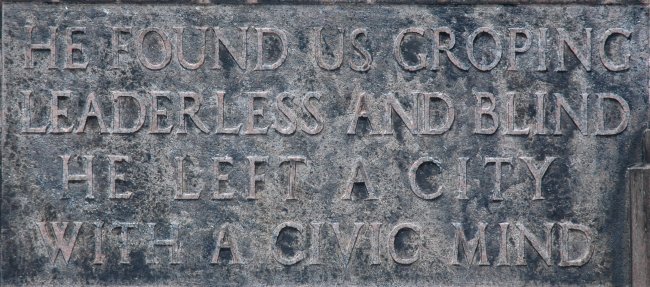 HE FOUND US GROPING
LEADERLESS AND BLIND
HE LEFT A CITY
WITH A CIVIC MIND